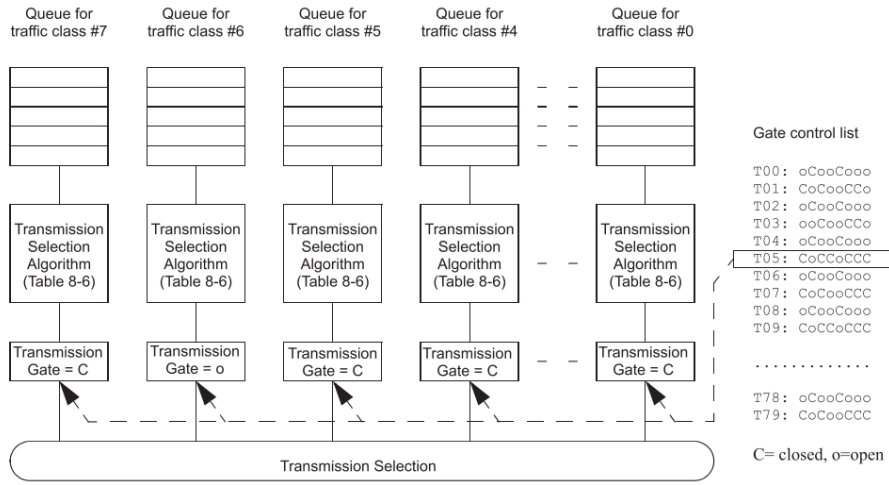 Queue for traffic class #7
Queue for traffic class #6
Queue for traffic class #5
Queue for traffic class #4
Queue for traffic class #0
Transmission Selection Algorithm (Table 8-6)
Transmission Selection Algorithm (Table 8-6)
Transmission Selection Algorithm (Table 8-6)
Transmission Selection Algorithm (Table 8-6)
Transmission Selection Algorithm (Table 8-6)
Transmission Gate = C
Transmission Gate = o
Transmission Gate = C
Transmission Gate = C
Transmission Gate = C
Transmission Selection
Gate control list
T00: oCooCooo
T01: CoCooCCo
T02: oCooCooo
T03: ooCooCCo
T04: oCooCooo
T05: CoCCoCCC
T06: oCooCooo
T07: CoCooCCC
T08: oCooCooo
T09: CoCCoCCC
.............
T78: oCooCooo
T79: CoCooCCC
C= closed, o=open